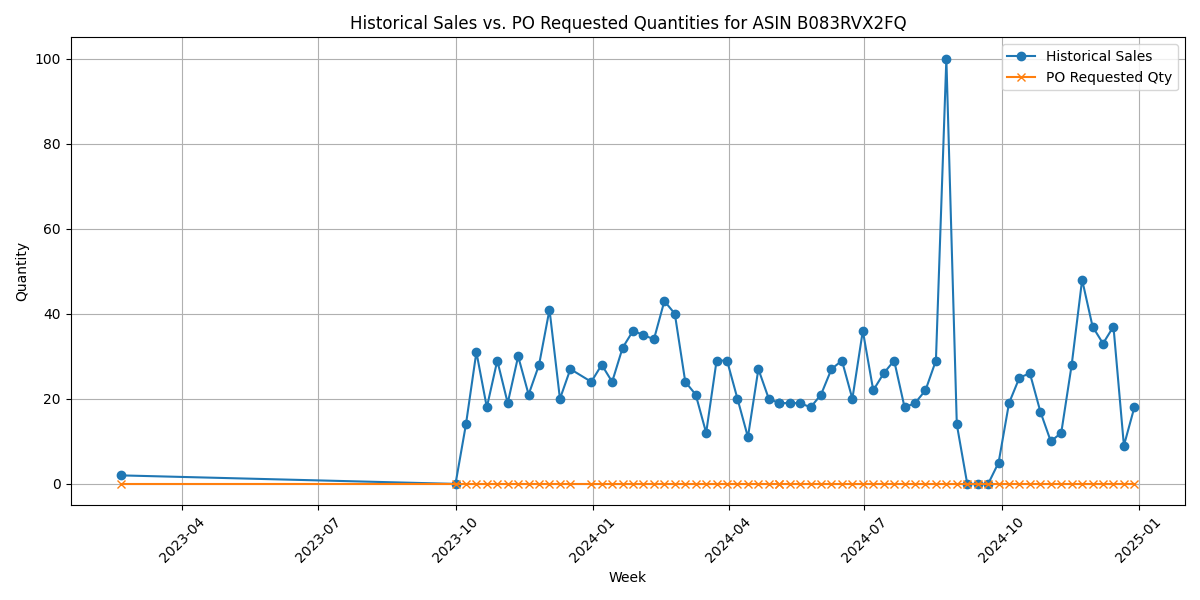 Historical Sales vs. PO Requested Quantities for ASIN B083RVX2FQ
Historical Sales
PO Requested Qty
Quantity
100
80
60
40
20
0
2023-04
2023-07
2023-10
2024-01
2024-04
2024-07
2024-10
2025-01
Week